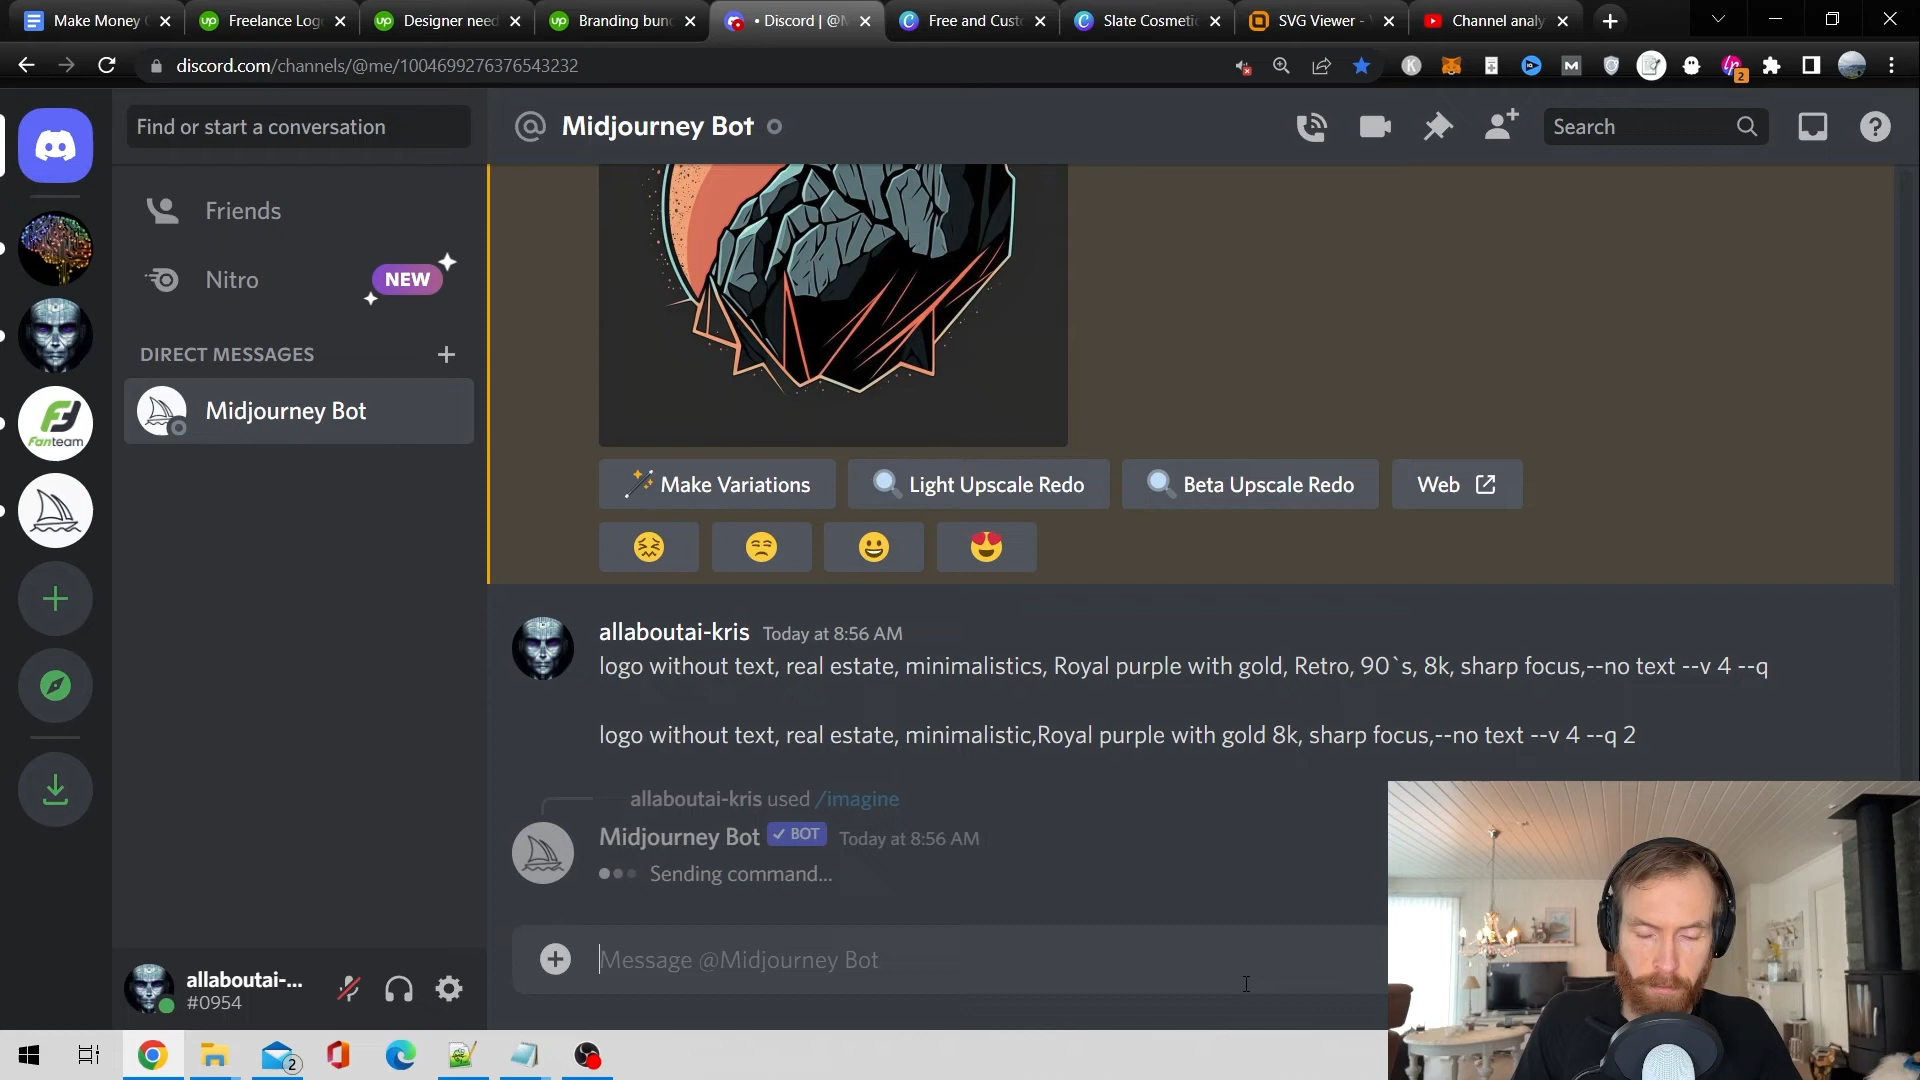 Make Money
Freelance Log
Designer need
Branding bun
• Discord | @M
Free and Cust
Slate Cosmeti
SVG Viewer -
Channel analy
discord.com/channels/@me/1004699276376543232
2
Find or start a conversation
Midjourney Bot
Search
Friends
Nitro
NEW
DIRECT MESSAGES
Midjourney Bot
Fanteam
Make Variations
Light Upscale Redo
Beta Upscale Redo
Web
allaboutai-kris Today at 8:56 AM
logo without text, real estate, minimalistics, Royal purple with gold, Retro, 90`s, 8k, sharp focus,--no text --v 4 --q
logo without text, real estate, minimalistic,Royal purple with gold 8k, sharp focus,--no text --v 4 --q 2
allaboutai-kris used /imagine
Midjourney Bot BOT Today at 8:56 AM
Sending command...
Message @Midjourney Bot
allaboutai-...
#0954
2